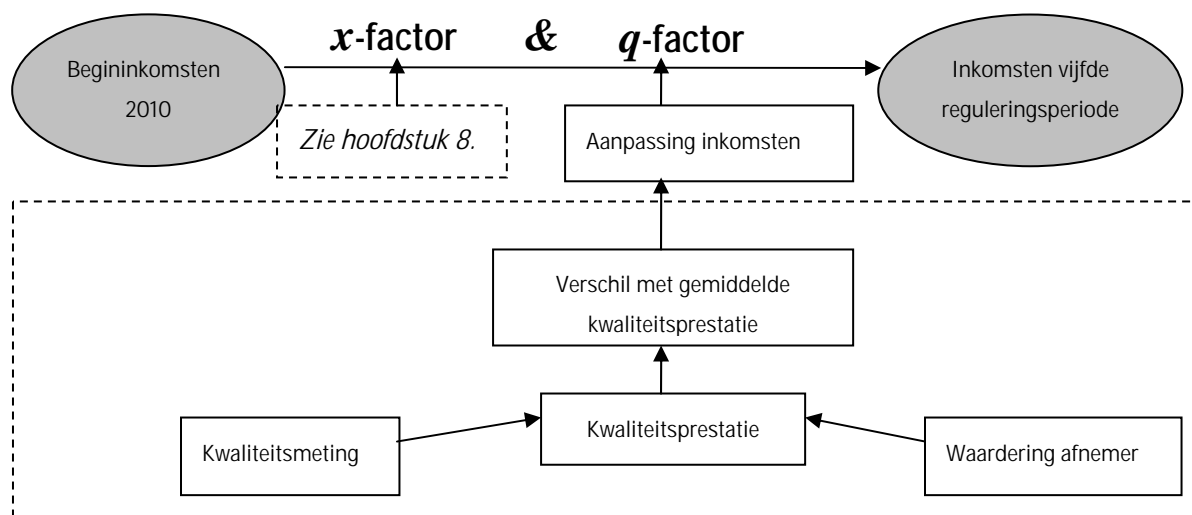 x-factor & q-factor
Begininkomsten
2010
Inkomsten vijfde
reguleringsperiode
Zie hoofdstuk 8.
Aanpassing inkomsten
Verschil met gemiddelde
kwaliteitsprestatie
Kwaliteitsmeting
Kwaliteitsprestatie
Waardering afnemer